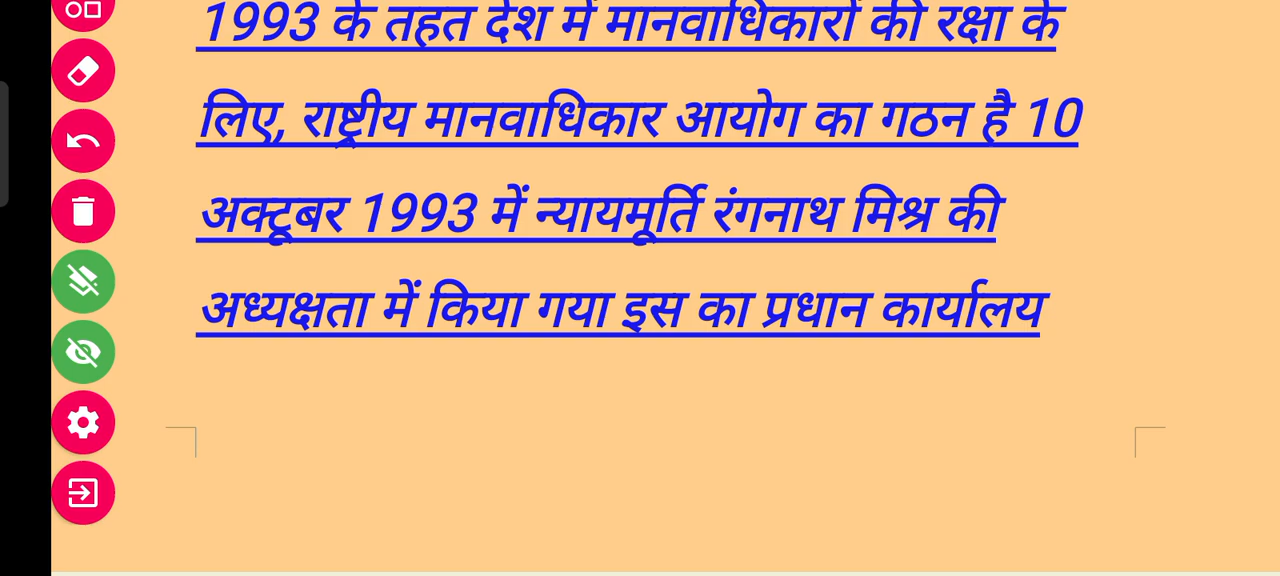 1993 के तहत देश में मानवाधिकारों की रक्षा के
लिए, राष्ट्रीय मानवाधिकार आयोग का गठन है 10
अक्टूबर 1993 में न्यायमूर्ति रंगनाथ मिश्र की
अध्यक्षता में किया गया इस का प्रधान कार्यालय